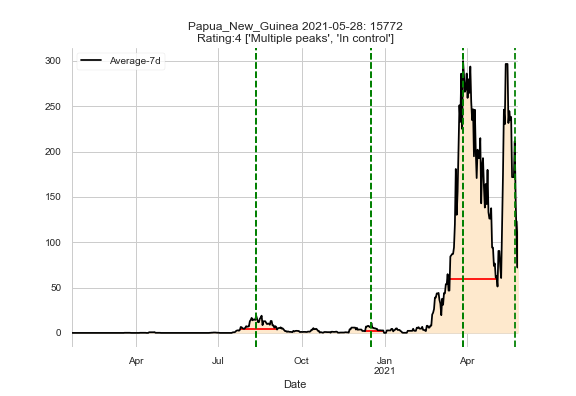 Papua_New_Guinea 2021-05-28: 15772
Rating:4 ['Multiple peaks', 'In control']
Average-7d
300
250
200
150
100
50
0
Apr
Jul
Oct
Jan
2021
Apr
Date